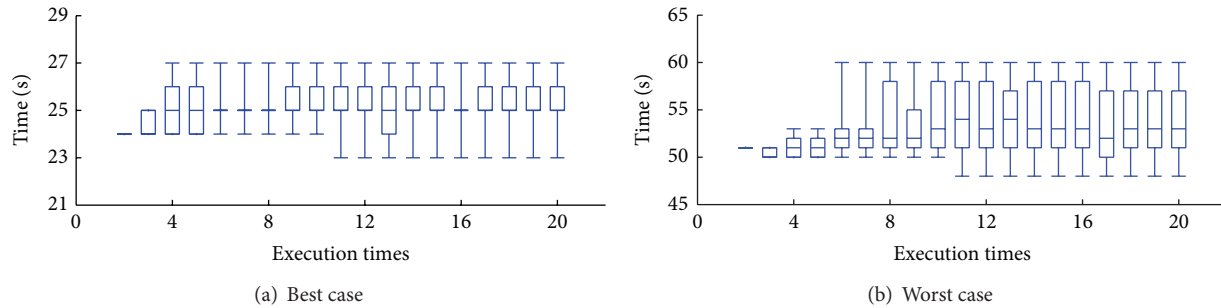 29
27
25
23
21
Time (s)
0 4 8 12 16 20
Execution times
(a) Best case
65
60
55
50
45
Time (s)
0 4 8 12 16 20
Execution times
(b) Worst case